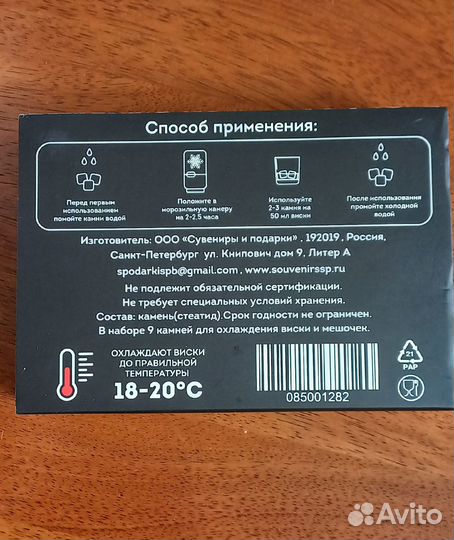 Способ применения:
Перед первым
использованием
помойте камни водой
Положите в
морозильную камеру
на 2-2,5 часа
Используйте
2-3 камня на
50 мл виски
После использования
промойте холодной
водой
Изготовитель: ООО «Сувениры и подарки» , 192019, Россия,
Санкт-Петербург ул. Книпович дом 9, Литер А
spodarkispb@gmail.com , www.souvenirssp.ru
Не подлежит обязательной сертификации.
Не требует специальных условий хранения.
Состав: камень(стеатид).Срок годности не ограничен.
В наборе 9 камней для охлаждения виски и мешочек.
ОХЛАЖДАЮТ ВИСКИ
ДО ПРАВИЛЬНОЙ
ТЕМПЕРАТУРЫ
18-20°С
085001282
21
PAP
Avito